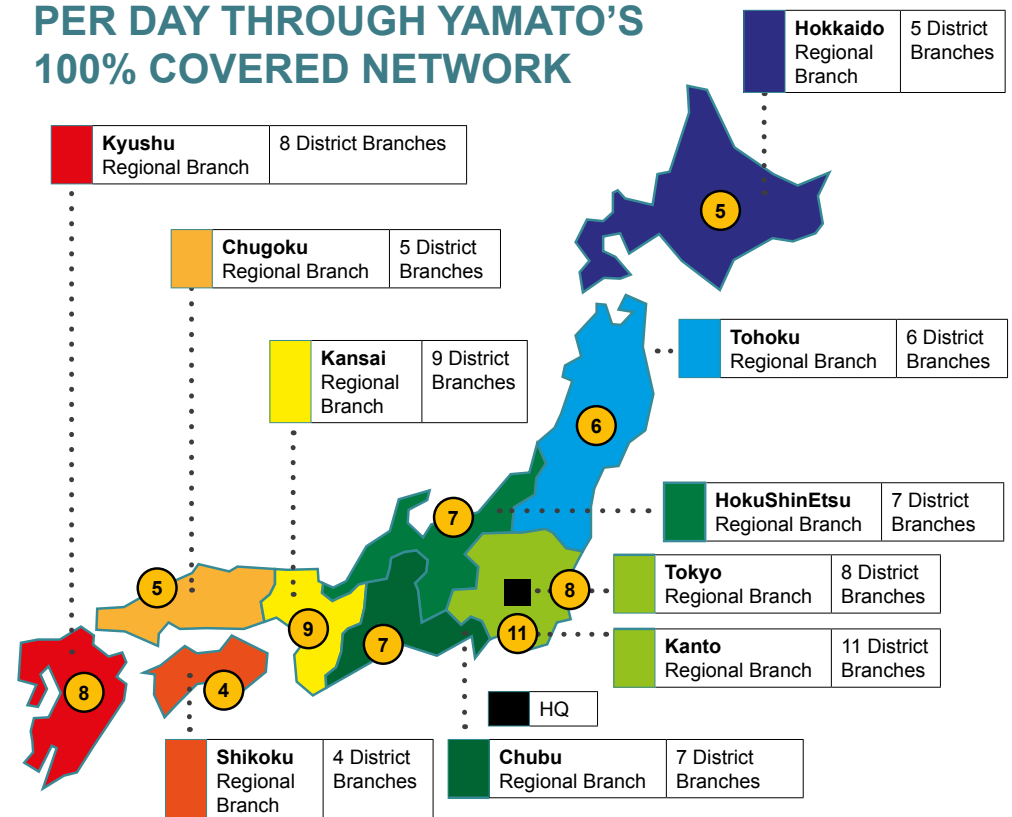 PER DAY THROUGH YAMATO’S
100% COVERED NETWORK
Hokkaido
Regional
Branch
5 District
Branches
Kyushu
Regional Branch
8 District Branches
Chugoku
Regional Branch
5 District
Branches
5
Tohoku
Regional Branch
6 District
Branches
Kansai
Regional
Branch
9 District
Branches
6
HokuShinEtsu
Regional Branch
7 District
Branches
7
Tokyo
Regional Branch
8 District
Branches
5
8
Kanto
Regional Branch
11 District
Branches
9
7
11
8
4
HQ
Shikoku
Regional
Branch
4 District
Branches
Chubu
Regional Branch
7 District
Branches